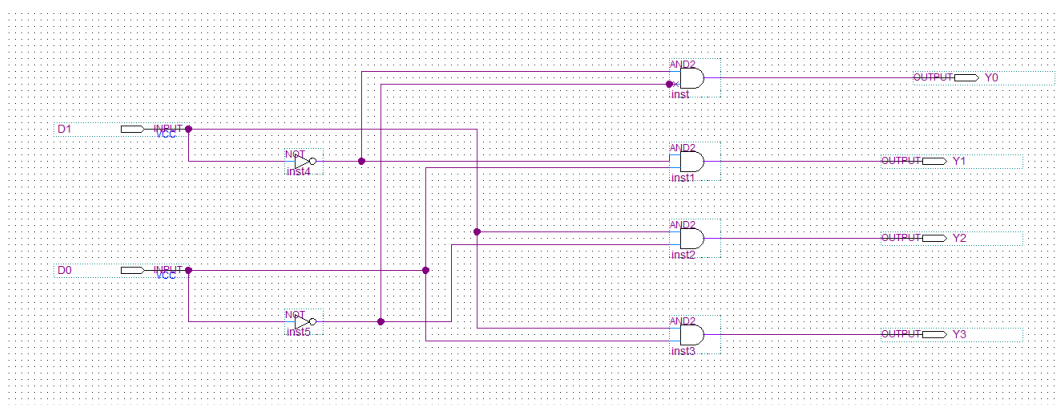 AND2
OUTPUT Y0
inst
D1 INPUT
VCC
NOT
inst4
AND2
OUTPUT Y1
inst1
AND2
OUTPUT Y2
inst2
D0 INPUT
VCC
NOT
inst5
AND2
OUTPUT Y3
inst3